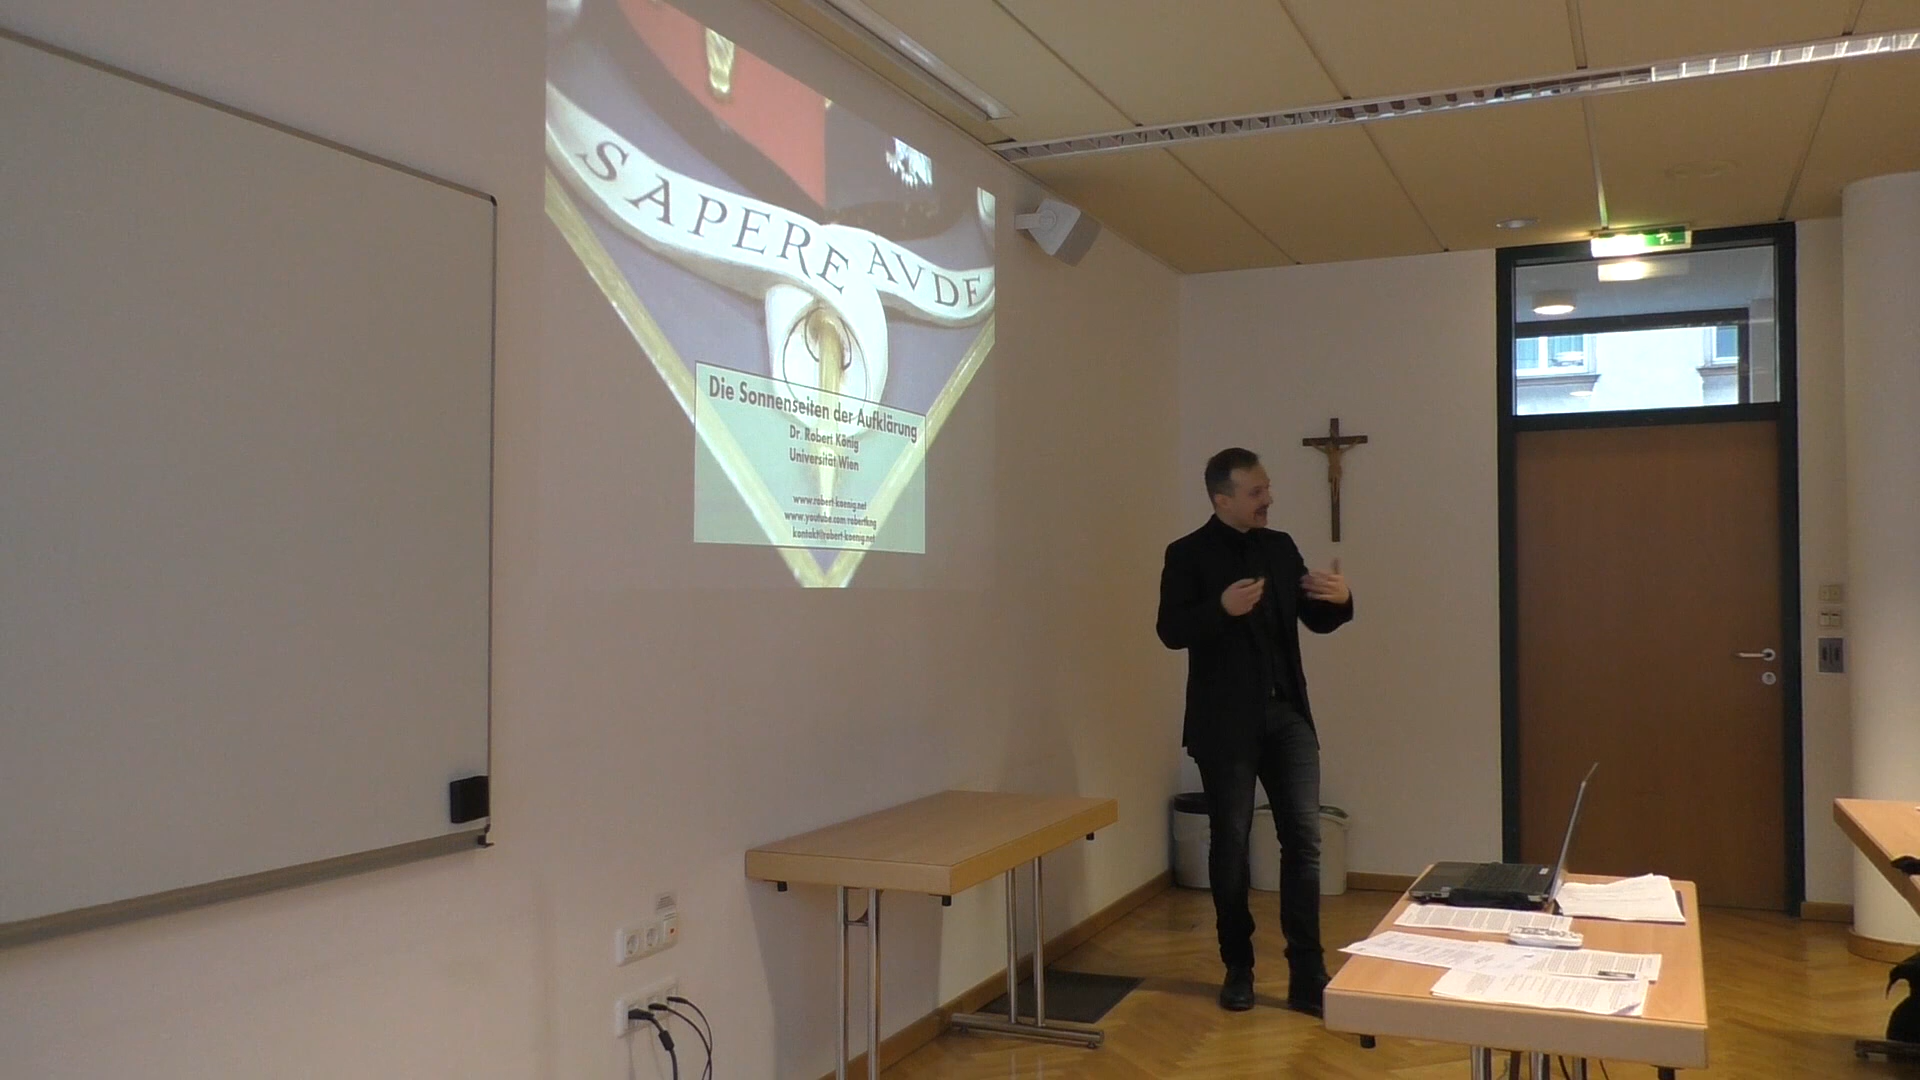 SAPERE AVDE
Die Sonnenseiten der Aufklärung
Dr. Robert König
Universität Wien
www.robert-koenig.net
www.youtube.com/robertkng
kontakt@robert-koenig.net